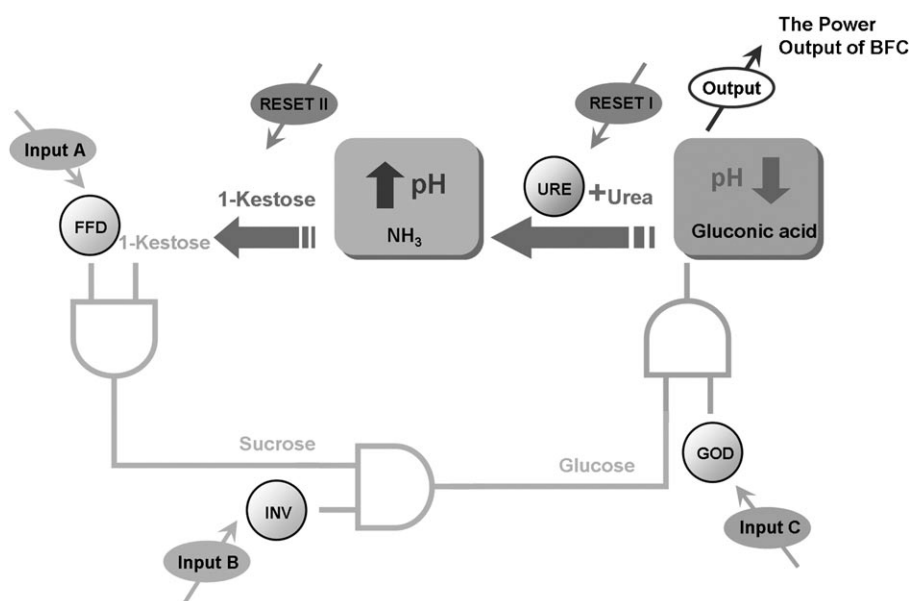 The Power
Output of BFC
Output
RESET II
RESET I
Input A
FFD
1-Kestose
1-Kestose
pH
NH₃
URE
+Urea
pH
Gluconic acid
Sucrose
Glucose
INV
Input B
GOD
Input C